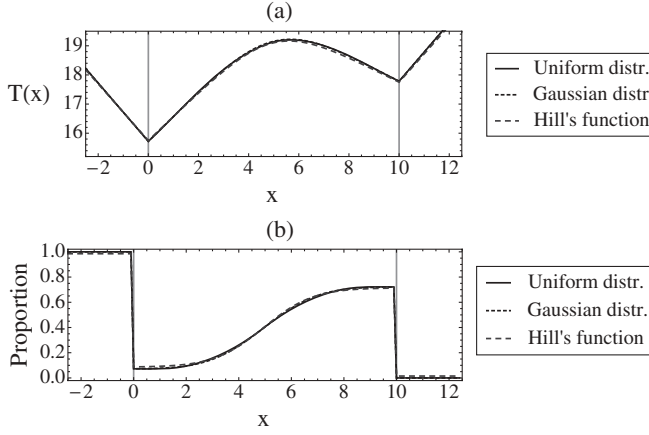 (a)
19
18
17
16
T(x)
−2 0 2 4 6 8 10 12
x
Uniform distr.
Gaussian distr.
Hill's function
(b)
1.0
0.8
0.6
0.4
0.2
0.0
Proportion
−2 0 2 4 6 8 10 12
x
Uniform distr.
Gaussian distr.
Hill's function